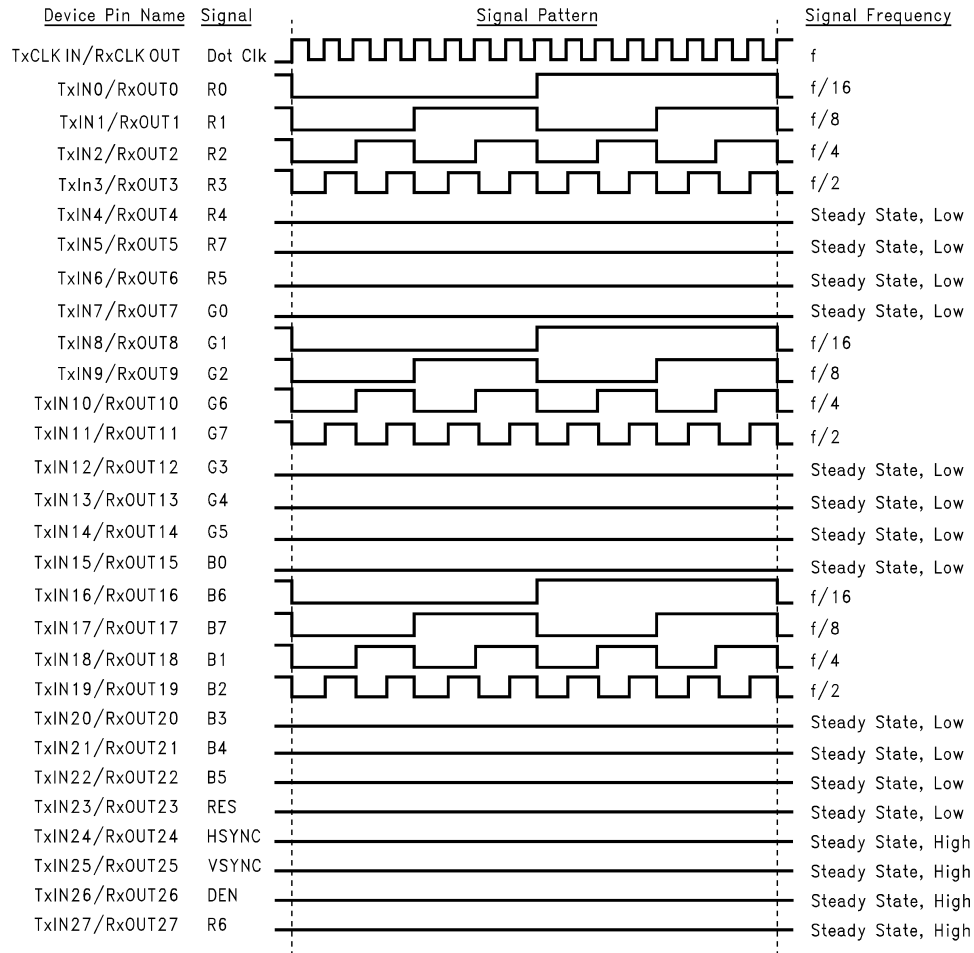 Device Pin Name Signal Signal Pattern Signal Frequency
TxCLK IN/RxCLK OUT Dot Clk f
TxIN0/RxOUT0 R0 f/16
TxIN1/RxOUT1 R1 f/8
TxIN2/RxOUT2 R2 f/4
TxIn3/RxOUT3 R3 f/2
TxIN4/RxOUT4 R4 Steady State, Low
TxIN5/RxOUT5 R7 Steady State, Low
TxIN6/RxOUT6 R5 Steady State, Low
TxIN7/RxOUT7 G0 Steady State, Low
TxIN8/RxOUT8 G1 f/16
TxIN9/RxOUT9 G2 f/8
TxIN10/RxOUT10 G6 f/4
TxIN11/RxOUT11 G7 f/2
TxIN12/RxOUT12 G3 Steady State, Low
TxIN13/RxOUT13 G4 Steady State, Low
TxIN14/RxOUT14 G5 Steady State, Low
TxIN15/RxOUT15 B0 Steady State, Low
TxIN16/RxOUT16 B6 f/16
TxIN17/RxOUT17 B7 f/8
TxIN18/RxOUT18 B1 f/4
TxIN19/RxOUT19 B2 f/2
TxIN20/RxOUT20 B3 Steady State, Low
TxIN21/RxOUT21 B4 Steady State, Low
TxIN22/RxOUT22 B5 Steady State, Low
TxIN23/RxOUT23 RES Steady State, Low
TxIN24/RxOUT24 HSYNC Steady State, High
TxIN25/RxOUT25 VSYNC Steady State, High
TxIN26/RxOUT26 DEN Steady State, High
TxIN27/RxOUT27 R6 Steady State, High